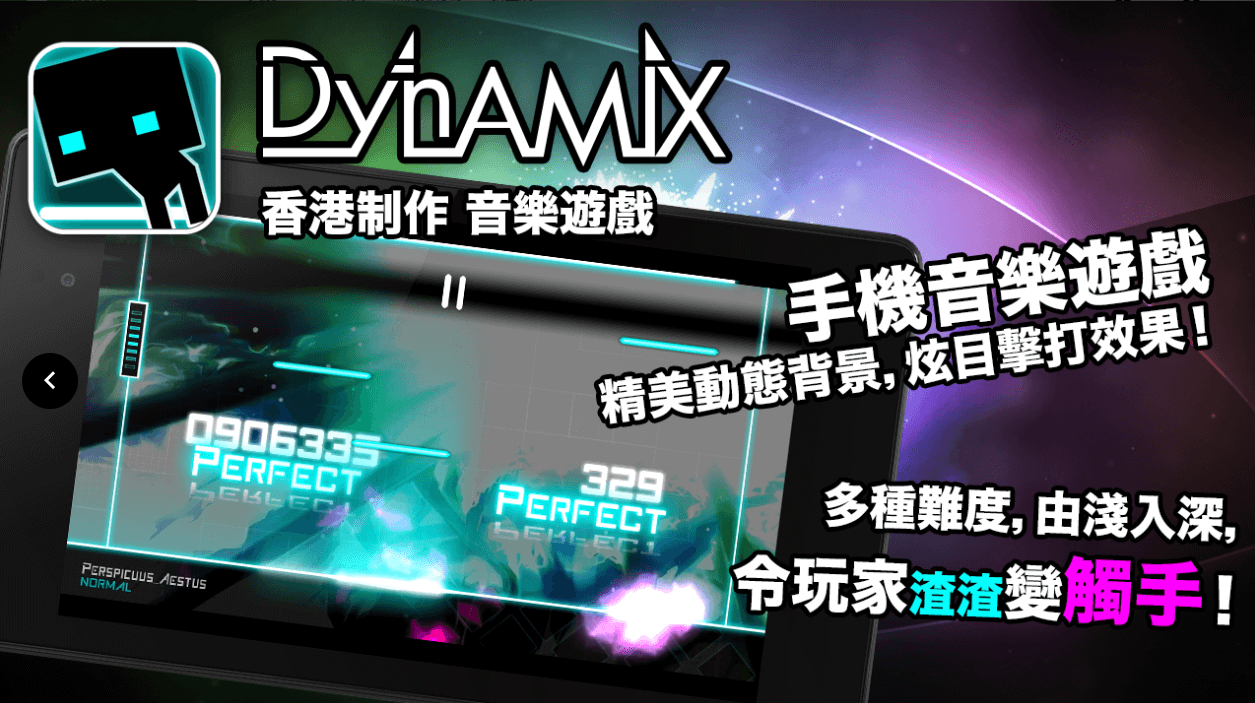 DynAMiX
香港制作 音樂遊戲
手機音樂遊戲
精美動態背景, 炫目擊打效果!
0906335
PERFECT
329
PERFECT
多種難度, 由淺入深,
令玩家渣渣變觸手!
PERSPICUUS_AESTUS
NORMAL